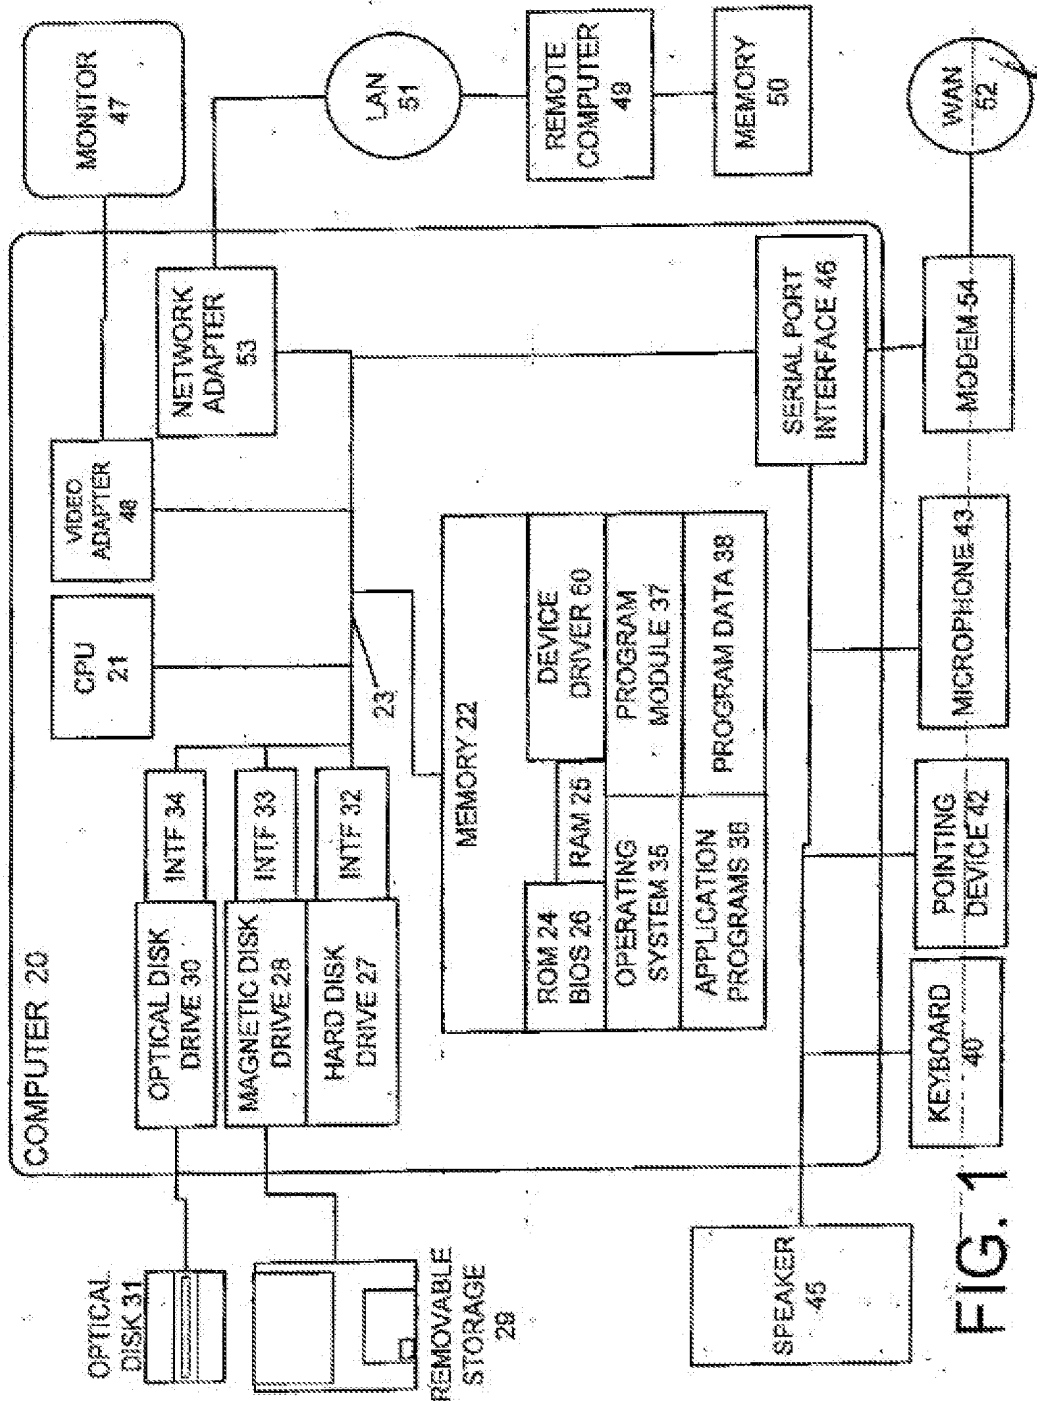 COMPUTER 20
MONITOR
47
VIDEO
ADAPTER
48
CPU
21
NETWORK
ADAPTER
53
LAN
51
REMOTE
COMPUTER
49
MEMORY
50
OPTICAL
DISK 31
OPTICAL DISK
DRIVE 30
INTF 34
REMOVABLE
STORAGE
29
MAGNETIC DISK
DRIVE 28
INTF 33
HARD DISK
DRIVE 27
INTF 32
23
MEMORY 22
ROM 24
BIOS 26
RAM 25
DEVICE
DRIVER 60
OPERATING
SYSTEM 35
PROGRAM
MODULE 37
APPLICATION
PROGRAMS 36
PROGRAM DATA 38
SERIAL PORT
INTERFACE 46
SPEAKER
45
KEYBOARD
40
POINTING
DEVICE 42
MICROPHONE 43
MODEM 54
WAN
52
FIG. 1